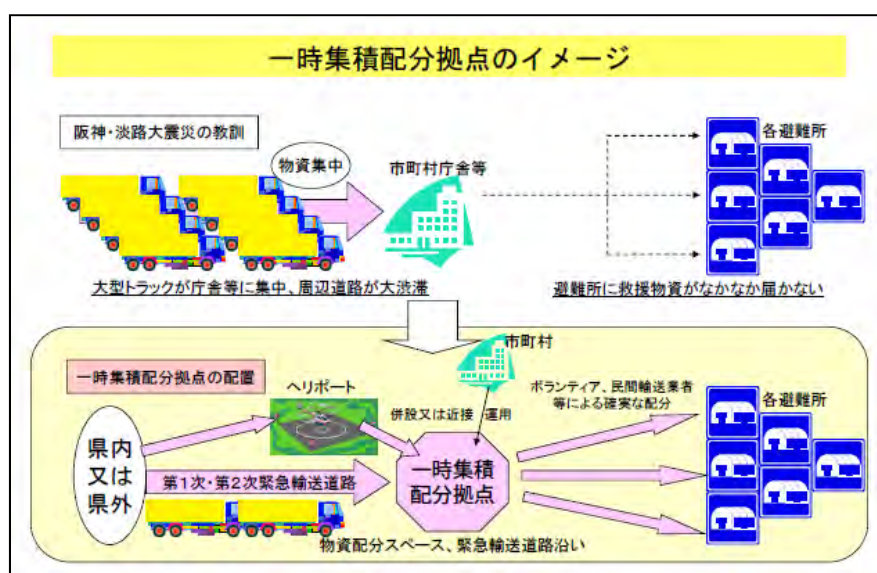 一時集積配分拠点のイメージ
阪神・淡路大震災の教訓
物資集中
市町村庁舎等
各避難所
大型トラックが庁舎等に集中、周辺道路が大渋滞
避難所に救援物資がなかなか届かない
市町村
一時集積配分拠点の配置
ヘリポート
併設又は近接
運用
ボランティア、民間輸送業者
等による確実な配分
各避難所
県内
又は
県外
第1次・第2次緊急輸送道路
一時集積
配分拠点
物資配分スペース、緊急輸送道路沿い